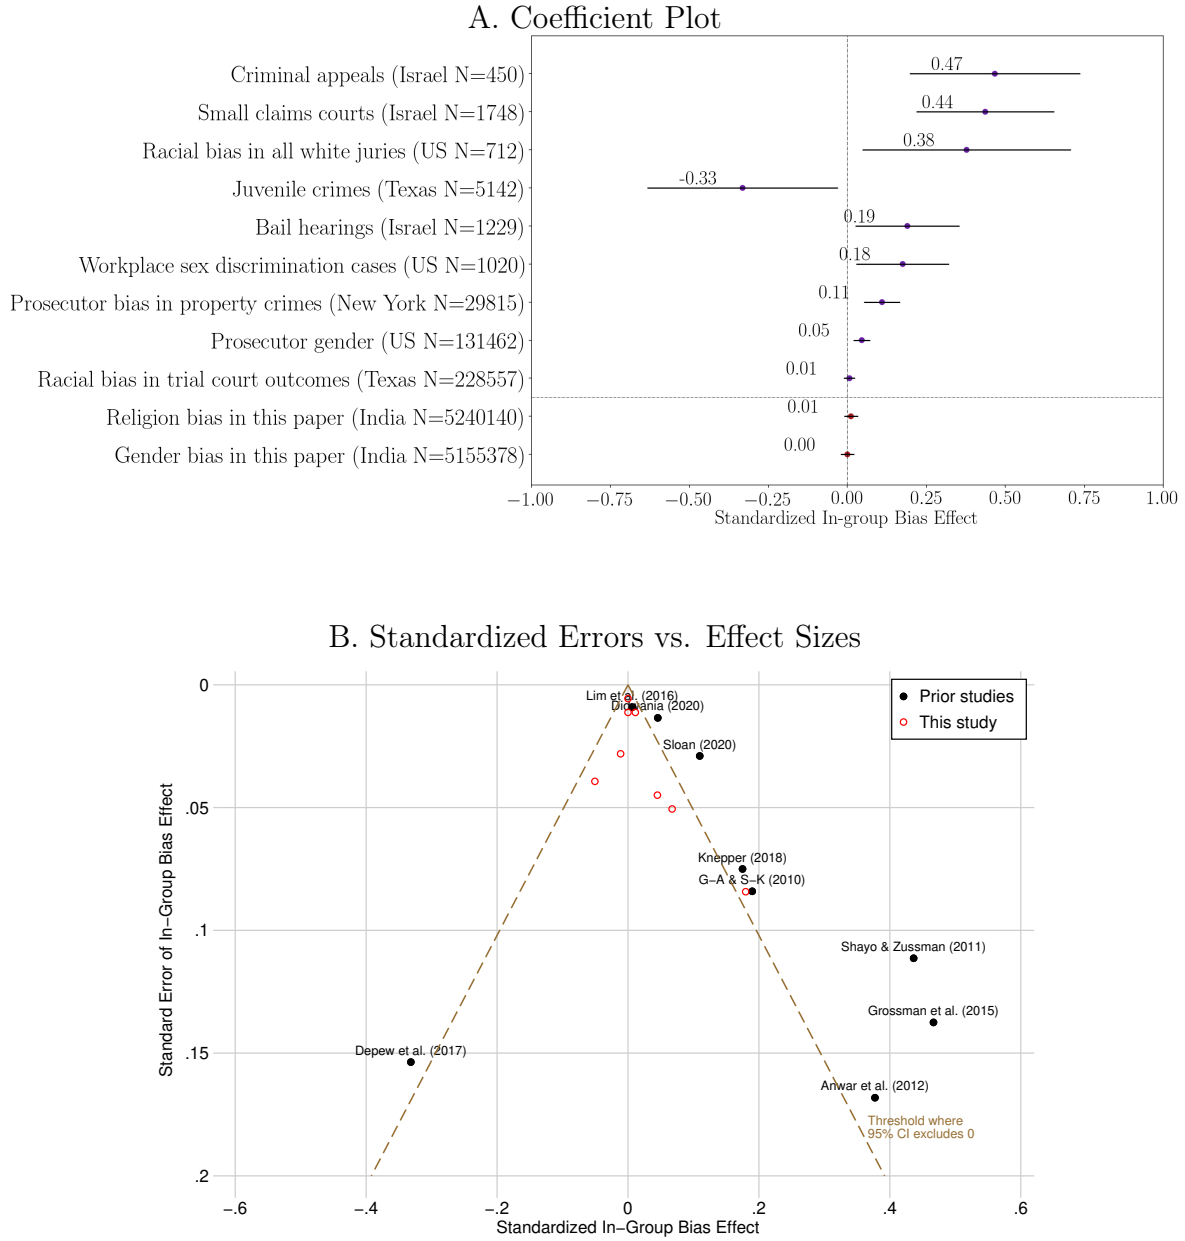 A. Coefficient Plot
Criminal appeals (Israel N=450)
0.47
Small claims courts (Israel N=1748)
0.44
Racial bias in all white juries (US N=712)
0.38
Juvenile crimes (Texas N=5142)
-0.33
Bail hearings (Israel N=1229)
0.19
Workplace sex discrimination cases (US N=1020)
0.18
Prosecutor bias in property crimes (New York N=29815)
0.11
Prosecutor gender (US N=131462)
0.05
Racial bias in trial court outcomes (Texas N=228557)
0.01
Religion bias in this paper (India N=5240140)
0.01
Gender bias in this paper (India N=5155378)
0.00
−1.00 −0.75 −0.50 −0.25 0.00 0.25 0.50 0.75 1.00
Standardized In-group Bias Effect
B. Standardized Errors vs. Effect Sizes
Prior studies
This study
Lim et al. (2016)
Didwania (2020)
Sloan (2020)
Knepper (2018)
G−A & S−K (2010)
Shayo & Zussman (2011)
Grossman et al. (2015)
Depew et al. (2017)
Anwar et al. (2012)
Threshold where
95% CI excludes 0
Standard Error of In−Group Bias Effect
0
.05
.1
.15
.2
−.6 −.4 −.2 0 .2 .4 .6
Standardized In−Group Bias Effect